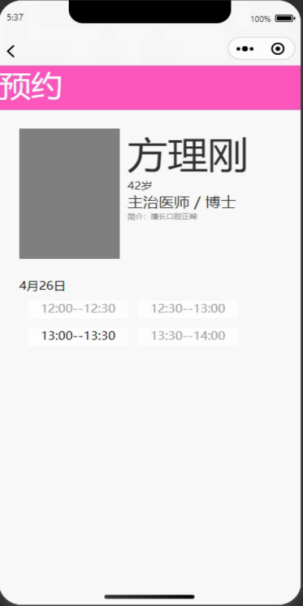 5:37
100%
预约
方理刚
42岁
主治医师 / 博士
简介：擅长口腔正畸
4月26日
12:00--12:30
12:30--13:00
13:00--13:30
13:30--14:00